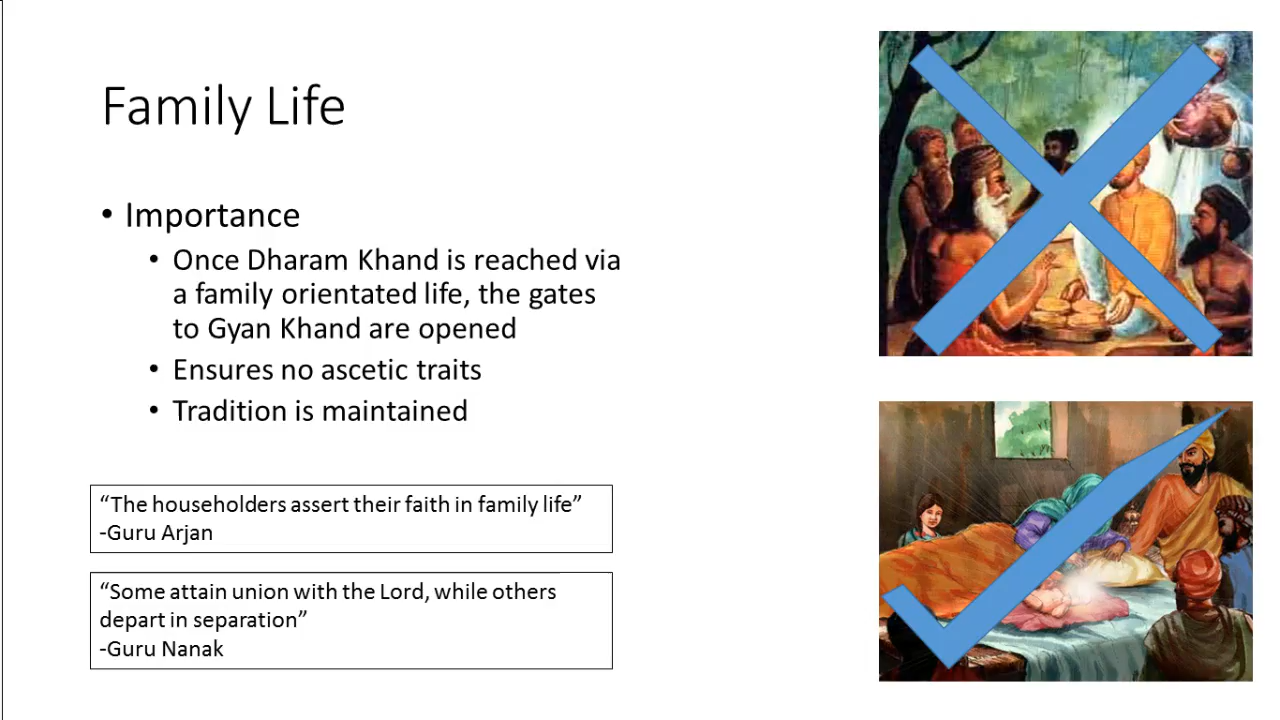 Family Life
• Importance
• Once Dharam Khand is reached via
a family orientated life, the gates
to Gyan Khand are opened
• Ensures no ascetic traits
• Tradition is maintained
“The householders assert their faith in family life”
-Guru Arjan
“Some attain union with the Lord, while others
depart in separation”
-Guru Nanak